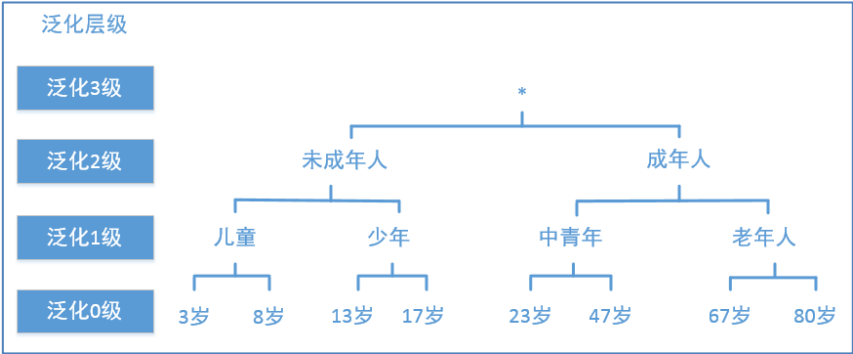 泛化层级
泛化3级 *
泛化2级 未成年人 成年人
泛化1级 儿童 少年 中青年 老年人
泛化0级 3岁 8岁 13岁 17岁 23岁 47岁 67岁 80岁